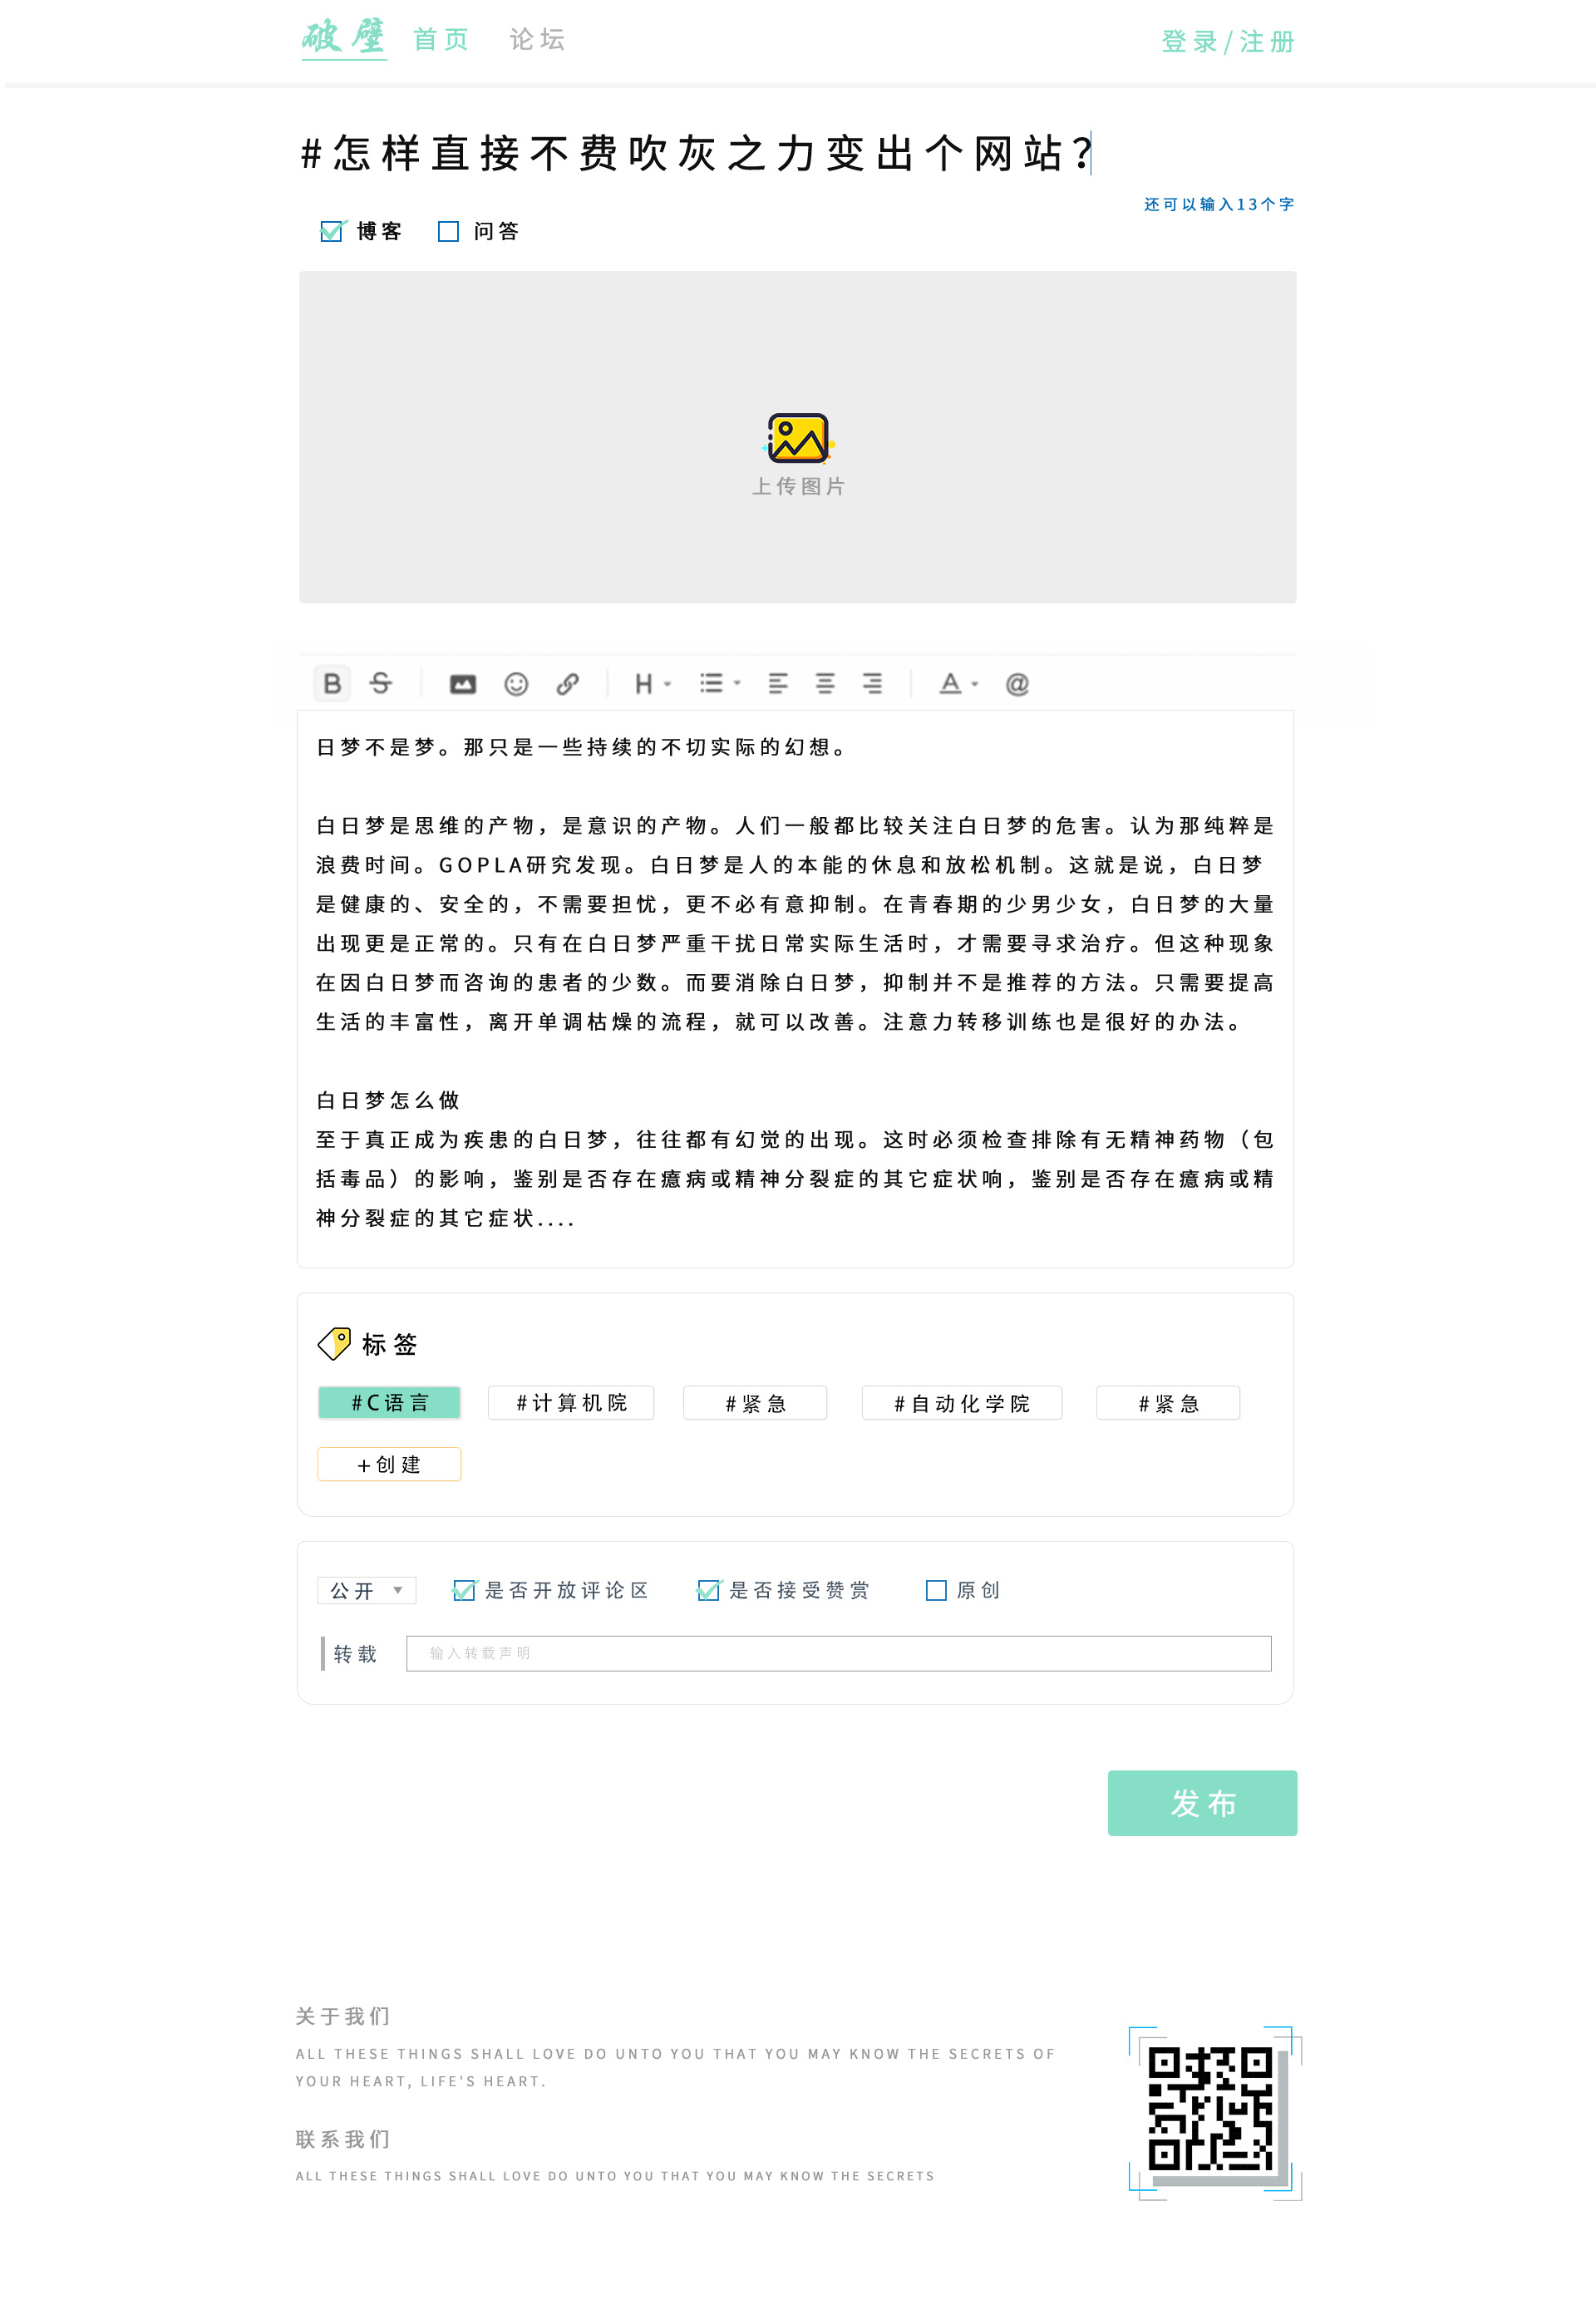 破壁 首页 论坛 登录/注册
#怎样直接不费吹灰之力变出个网站?
还可以输入13个字
博客 问答
上传图片
日梦不是梦。那只是一些持续的不切实际的幻想。
白日梦是思维的产物，是意识的产物。人们一般都比较关注白日梦的危害。认为那纯粹是
浪费时间。GOPLA研究发现。白日梦是人的本能的休息和放松机制。这就是说，白日梦
是健康的、安全的，不需要担忧，更不必有意抑制。在青春期的少男少女，白日梦的大量
出现更是正常的。只有在白日梦严重干扰日常实际生活时，才需要寻求治疗。但这种现象
在因白日梦而咨询的患者的少数。而要消除白日梦，抑制并不是推荐的方法。只需要提高
生活的丰富性，离开单调枯燥的流程，就可以改善。注意力转移训练也是很好的办法。
白日梦怎么做
至于真正成为疾患的白日梦，往往都有幻觉的出现。这时必须检查排除有无精神药物（包
括毒品）的影响，鉴别是否存在癔病或精神分裂症的其它症状响，鉴别是否存在癔病或精
神分裂症的其它症状....
标签
#C语言 #计算机院 #紧急 #自动化学院 #紧急
+创建
公开 是否开放评论区 是否接受赞赏 原创
转载 输入转载声明
发布
关于我们
ALL THESE THINGS SHALL LOVE DO UNTO YOU THAT YOU MAY KNOW THE SECRETS OF
YOUR HEART, LIFE'S HEART.
联系我们
ALL THESE THINGS SHALL LOVE DO UNTO YOU THAT YOU MAY KNOW THE SECRETS